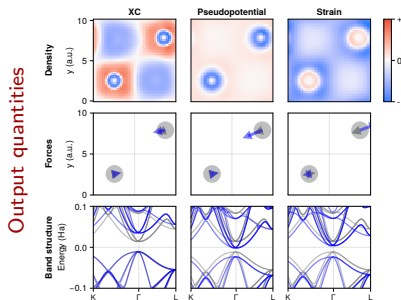 XC Pseudopotential Strain
Output quantities
Density
y (a.u.)
10
5
0
+
-
Forces
y (a.u.)
10
5
0
Band structure
Energy (Ha)
0.1
0.0
−0.1
K Γ L K Γ L K Γ L